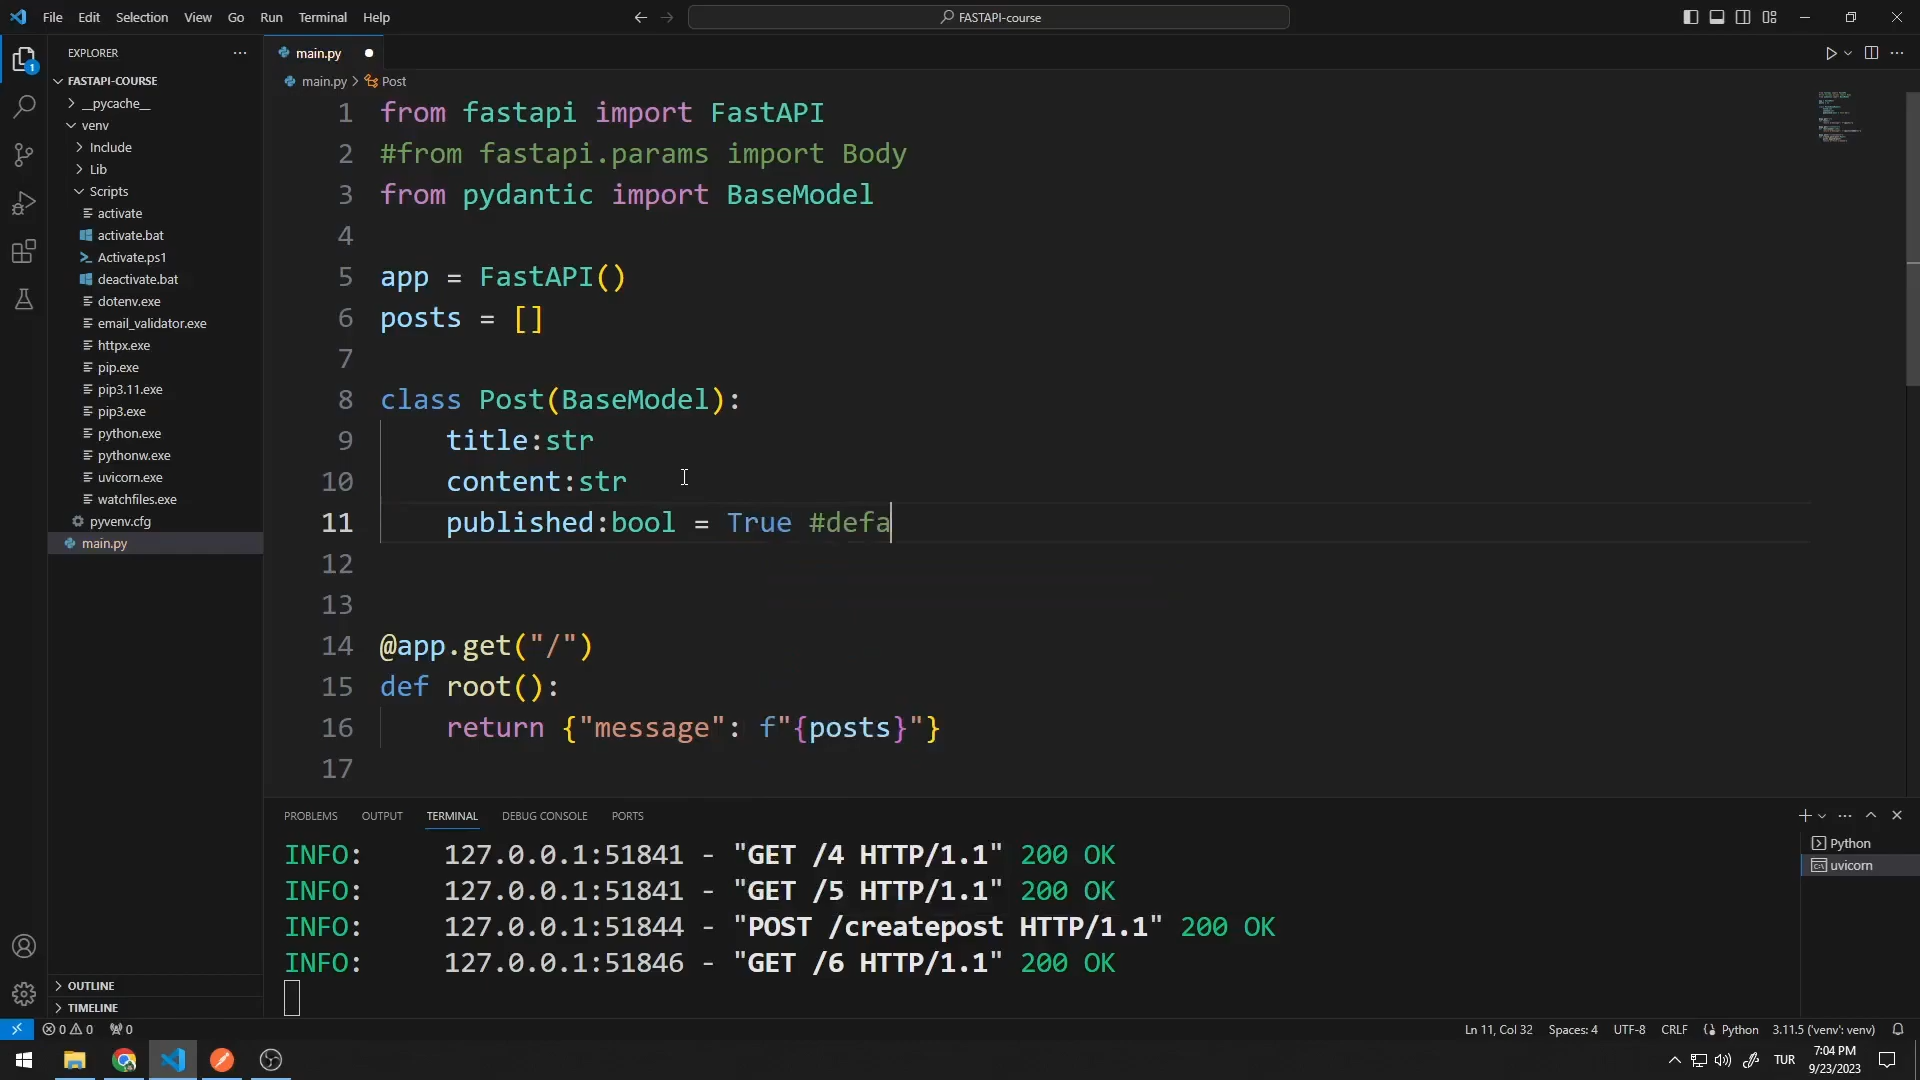 File Edit Selection View Go Run Terminal Help
FASTAPI-course
EXPLORER
FASTAPI-COURSE
__pycache__
venv
Include
Lib
Scripts
activate
activate.bat
Activate.ps1
deactivate.bat
dotenv.exe
email_validator.exe
httpx.exe
pip.exe
pip3.11.exe
pip3.exe
python.exe
pythonw.exe
uvicorn.exe
watchfiles.exe
pyvenv.cfg
main.py
OUTLINE
TIMELINE
main.py
main.py > Post
1 from fastapi import FastAPI
2 #from fastapi.params import Body
3 from pydantic import BaseModel
4
5 app = FastAPI()
6 posts = []
7
8 class Post(BaseModel):
9 title:str
10 content:str
11 published:bool = True #defa
12
13
14 @app.get("/")
15 def root():
16 return {"message": f"{posts}"}
17
PROBLEMS OUTPUT TERMINAL DEBUG CONSOLE PORTS
INFO: 127.0.0.1:51841 - "GET /4 HTTP/1.1" 200 OK
INFO: 127.0.0.1:51841 - "GET /5 HTTP/1.1" 200 OK
INFO: 127.0.0.1:51844 - "POST /createpost HTTP/1.1" 200 OK
INFO: 127.0.0.1:51846 - "GET /6 HTTP/1.1" 200 OK
Python
uvicorn
1
0 0 0
Ln 11, Col 32 Spaces: 4 UTF-8 CRLF Python 3.11.5 ('venv': venv)
TUR
7:04 PM
9/23/2023